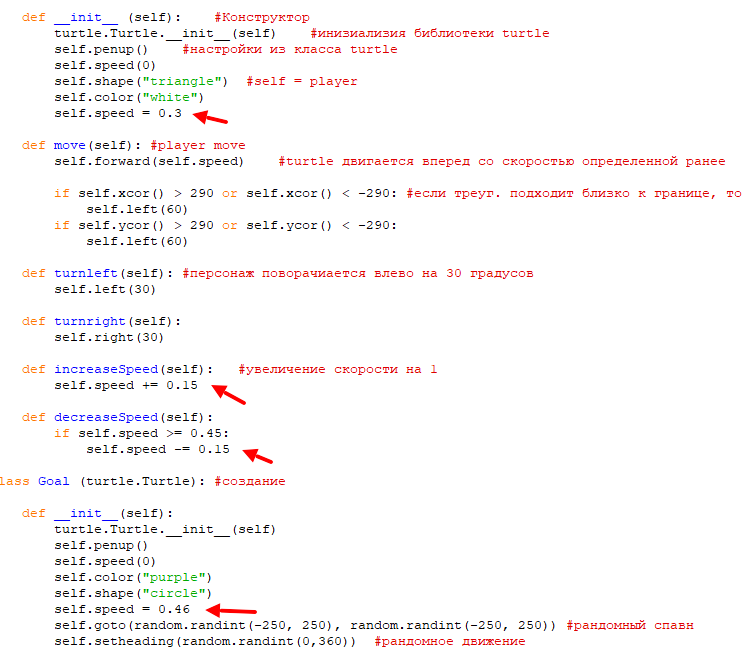 def __init__ (self):    #Конструктор
turtle.Turtle.__init__(self)    #инизиализия библиотеки turtle
self.penup()    #настройки из класса turtle
self.speed(0)
self.shape("triangle")  #self = player
self.color("white")
self.speed = 0.3
def move(self): #player move
self.forward(self.speed)    #turtle двигается вперед со скоростью определенной ранее
if self.xcor() > 290 or self.xcor() < -290: #если треуг. подходит близко к границе, то
self.left(60)
if self.ycor() > 290 or self.ycor() < -290:
self.left(60)
def turnleft(self): #персонаж поворачиается влево на 30 градусов
self.left(30)
def turnright(self):
self.right(30)
def increaseSpeed(self):   #увеличение скорости на 1
self.speed += 0.15
def decreaseSpeed(self):
if self.speed >= 0.45:
self.speed -= 0.15
lass Goal (turtle.Turtle): #создание
def __init__(self):
turtle.Turtle.__init__(self)
self.penup()
self.speed(0)
self.color("purple")
self.shape("circle")
self.speed = 0.46
self.goto(random.randint(-250, 250), random.randint(-250, 250)) #рандомный спавн
self.setheading(random.randint(0,360))  #рандомное движение